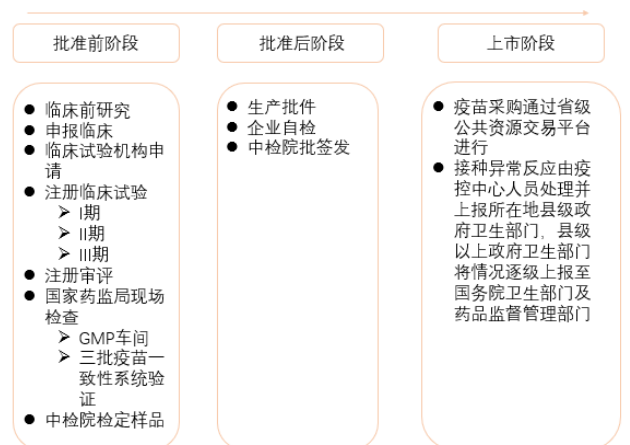 批准前阶段
批准后阶段
上市阶段
● 临床前研究
● 申报临床
● 临床试验机构申
请
● 注册临床试验
➢ I期
➢ II期
➢ III期
● 注册审评
● 国家药监局现场
检查
➢ GMP车间
➢ 三批疫苗一
致性系统验
证
● 中检院检定样品
● 生产批件
● 企业自检
● 中检院批签发
● 疫苗采购通过省级
公共资源交易平台
进行
● 接种异常反应由疫
控中心人员处理并
上报所在地县级政
府卫生部门，县级
以上政府卫生部门
将情况逐级上报至
国务院卫生部门及
药品监督管理部门